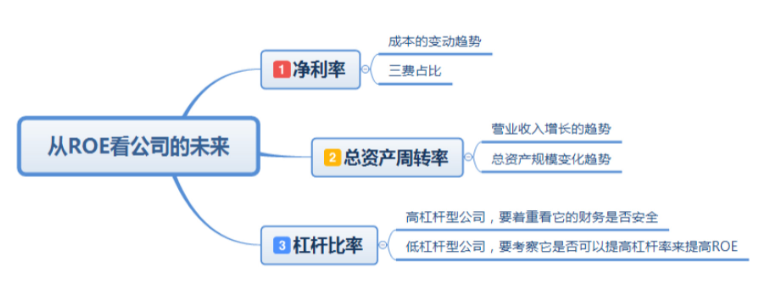 从ROE看公司的未来
1 净利率
成本的变动趋势
三费占比
2 总资产周转率
营业收入增长的趋势
总资产规模变化趋势
3 杠杆比率
高杠杆型公司，要着重看它的财务是否安全
低杠杆型公司，要考察它是否可以提高杠杆率来提高ROE